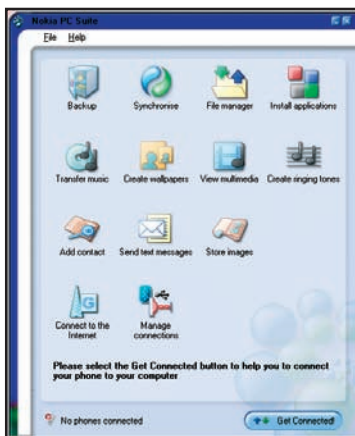 Nokia PC Suite
File Help
Backup Synchronise File manager Install applications
Transfer music Create wallpapers View multimedia Create ringing tones
Add contact Send text messages Store images
Connect to the Internet Manage connections
Please select the Get Connected button to help you to connect
your phone to your computer
No phones connected Get Connected